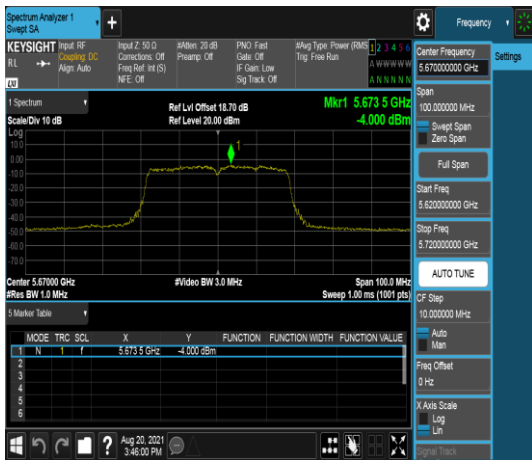 Spectrum Analyzer 1
Swept SA
+
Frequency
KEYSIGHT
RL
LXI
Input: RF
Coupling: DC
Align: Auto
Input Z: 50 Ω
Corrections: Off
Freq Ref: Int (S)
NFE: Off
#Atten: 20 dB
Preamp: Off
PNO: Fast
Gate: Off
IF Gain: Low
Sig Track: Off
#Avg Type: Power (RMS
Trig: Free Run
1 2 3 4 5 6
A W W W W W
A N N N N N
1 Spectrum
Scale/Div 10 dB
Ref Lvl Offset 18.70 dB
Ref Level 20.00 dBm
Mkr1 5.673 5 GHz
-4.000 dBm
Log
10.0
0.00
-10.0
-20.0
-30.0
-40.0
-50.0
-60.0
-70.0
1
Center 5.67000 GHz
#Res BW 1.0 MHz
#Video BW 3.0 MHz
Span 100.0 MHz
Sweep 1.00 ms (1001 pts)
5 Marker Table
MODE TRC SCL X Y FUNCTION FUNCTION WIDTH FUNCTION VALUE
1 N 1 f 5.673 5 GHz -4.000 dBm
2
3
4
5
6
?
Aug 20, 2021
3:46:00 PM
Settings
Center Frequency
5.670000000 GHz
Span
100.000000 MHz
Swept Span
Zero Span
Full Span
Start Freq
5.620000000 GHz
Stop Freq
5.720000000 GHz
AUTO TUNE
CF Step
10.000000 MHz
Auto
Man
Freq Offset
0 Hz
X Axis Scale
Log
Lin
Signal Track